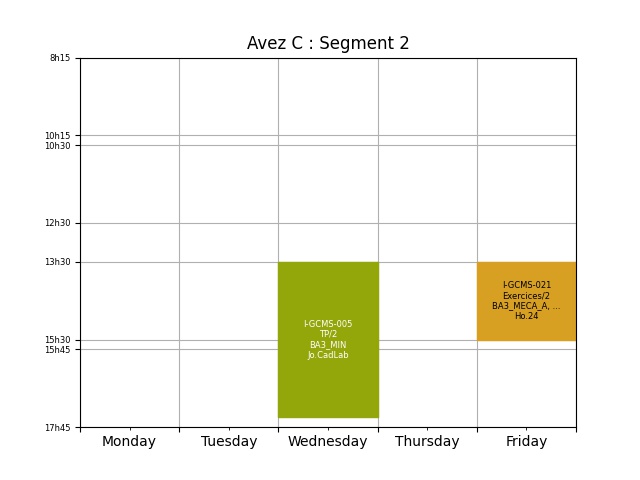 Avez C : Segment 2
8h15
10h15
10h30
12h30
13h30
15h30
15h45
17h45
I-GCMS-005
TP/2
BA3_MIN
Jo.CadLab
I-GCMS-021
Exercices/2
BA3_MECA_A, ...
Ho.24
Monday
Tuesday
Wednesday
Thursday
Friday